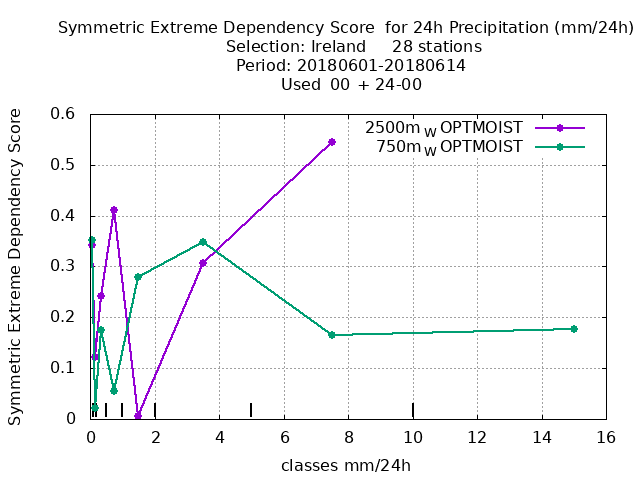 Symmetric Extreme Dependency Score  for 24h Precipitation (mm/24h)
Selection: Ireland     28 stations
Period: 20180601-20180614
Used  00 + 24-00
Symmetric Extreme Dependency Score
0.6
0.5
0.4
0.3
0.2
0.1
0
2500m W OPTMOIST
750m W OPTMOIST
0 2 4 6 8 10 12 14 16
classes mm/24h